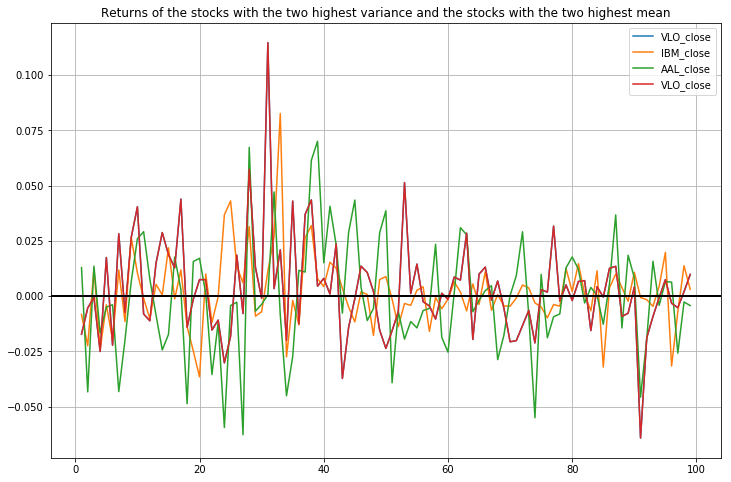 Returns of the stocks with the two highest variance and the stocks with the two highest mean
VLO_close
IBM_close
AAL_close
VLO_close
0.100
0.075
0.050
0.025
0.000
−0.025
−0.050
0
20
40
60
80
100